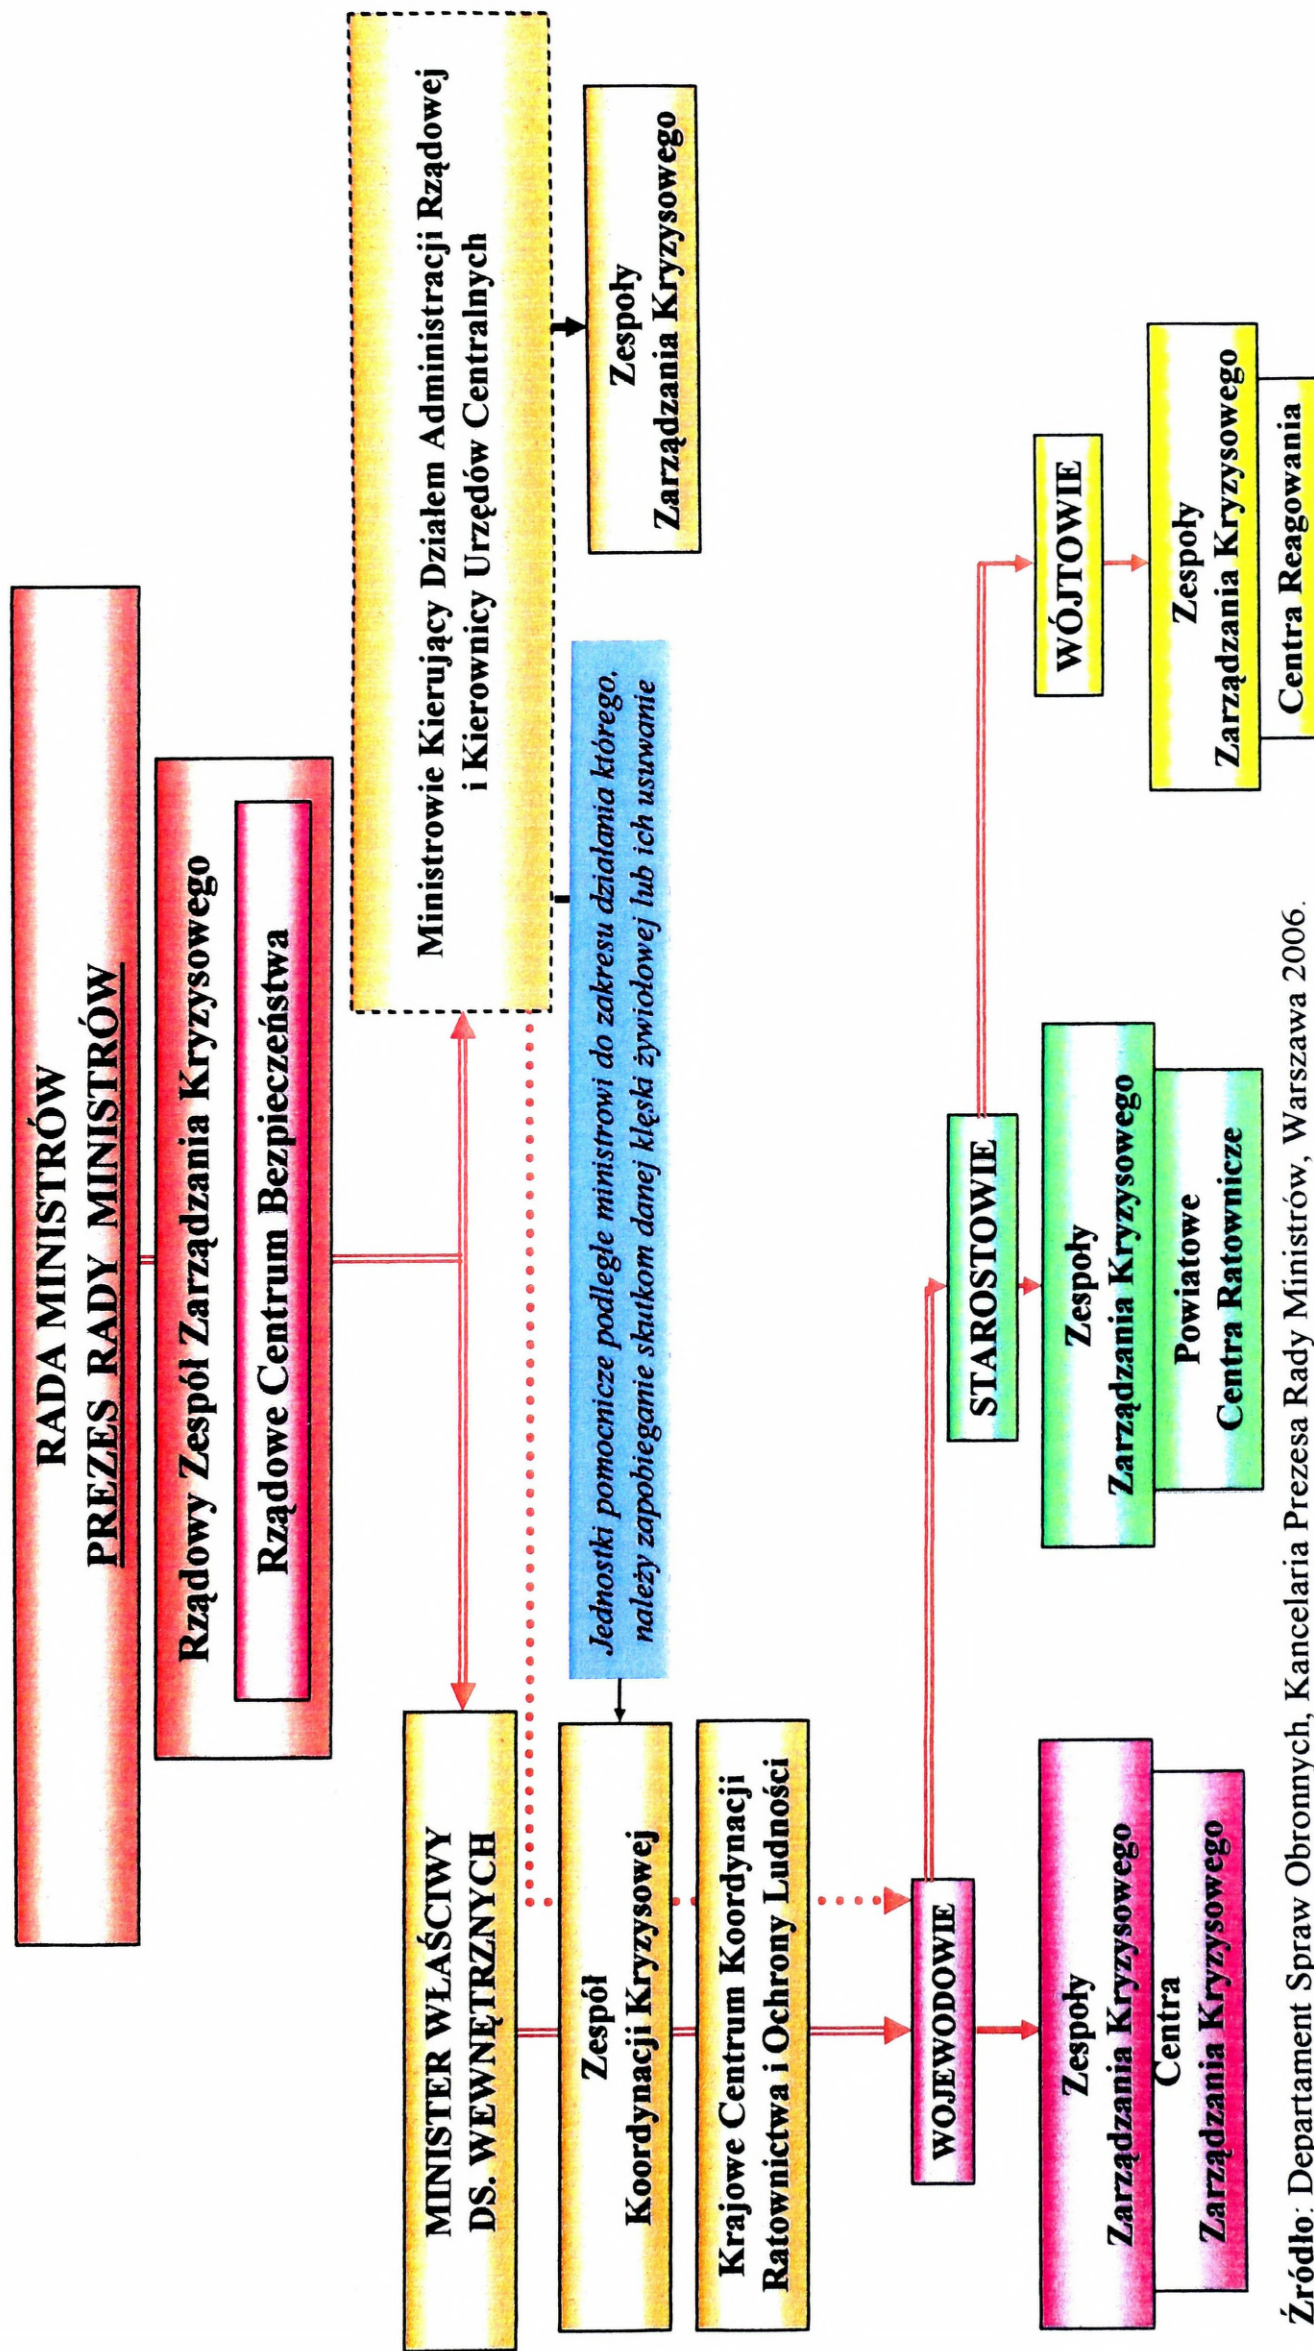 RADA MINISTRÓW
PREZES RADY MINISTRÓW
Rządowy Zespół Zarządzania Kryzysowego
Rządowe Centrum Bezpieczeństwa
MINISTER WŁAŚCIWY
DS. WEWNĘTRZNYCH
Ministrowie Kierujący Działem Administracji Rządowej
i Kierownicy Urzędów Centralnych
Zespół
Koordynacji Kryzysowej
Jednostki pomocnicze podległe ministrowi do zakresu działania którego,
należy zapobieganie skutkom danej klęski żywiołowej lub ich usuwanie
Zespoły
Zarządzania Kryzysowego
Krajowe Centrum Koordynacji
Ratownictwa i Ochrony Ludności
WOJEWODOWIE
STAROSTOWIE
WÓJTOWIE
Zespoły
Zarządzania Kryzysowego
Centra
Zarządzania Kryzysowego
Zespoły
Zarządzania Kryzysowego
Powiatowe
Centra Ratownicze
Zespoły
Zarządzania Kryzysowego
Centra Reagowania
Źródło: Departament Spraw Obronnych, Kancelaria Prezesa Rady Ministrów, Warszawa 2006.